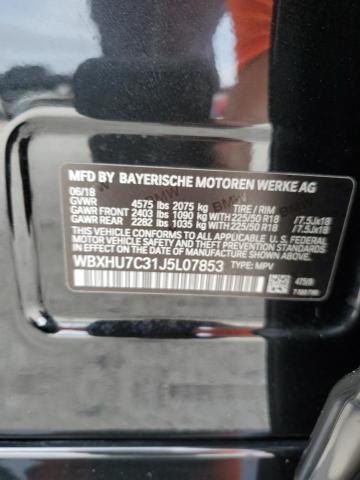 MFD BY BAYERISCHE MOTOREN WERKE AG
06/18
GVWR 4575 lbs 2075 kg TIRE / RIM
GAWR FRONT 2403 lbs 1090 kg WITH 225/50 R18 /7.5Jx18
GAWR REAR 2282 lbs 1035 kg WITH 225/50 R18 /7.5Jx18
THIS VEHICLE CONFORMS TO ALL APPLICABLE FEDERAL MOTOR VEHICLE SAFETY, BUMPER AND THEFT PREVENTION STANDARDS IN EFFECT ON THE DATE OF MANUFACTURE SHOWN ABOVE.
WBXHU7C31J5L07853 TYPE: MPV